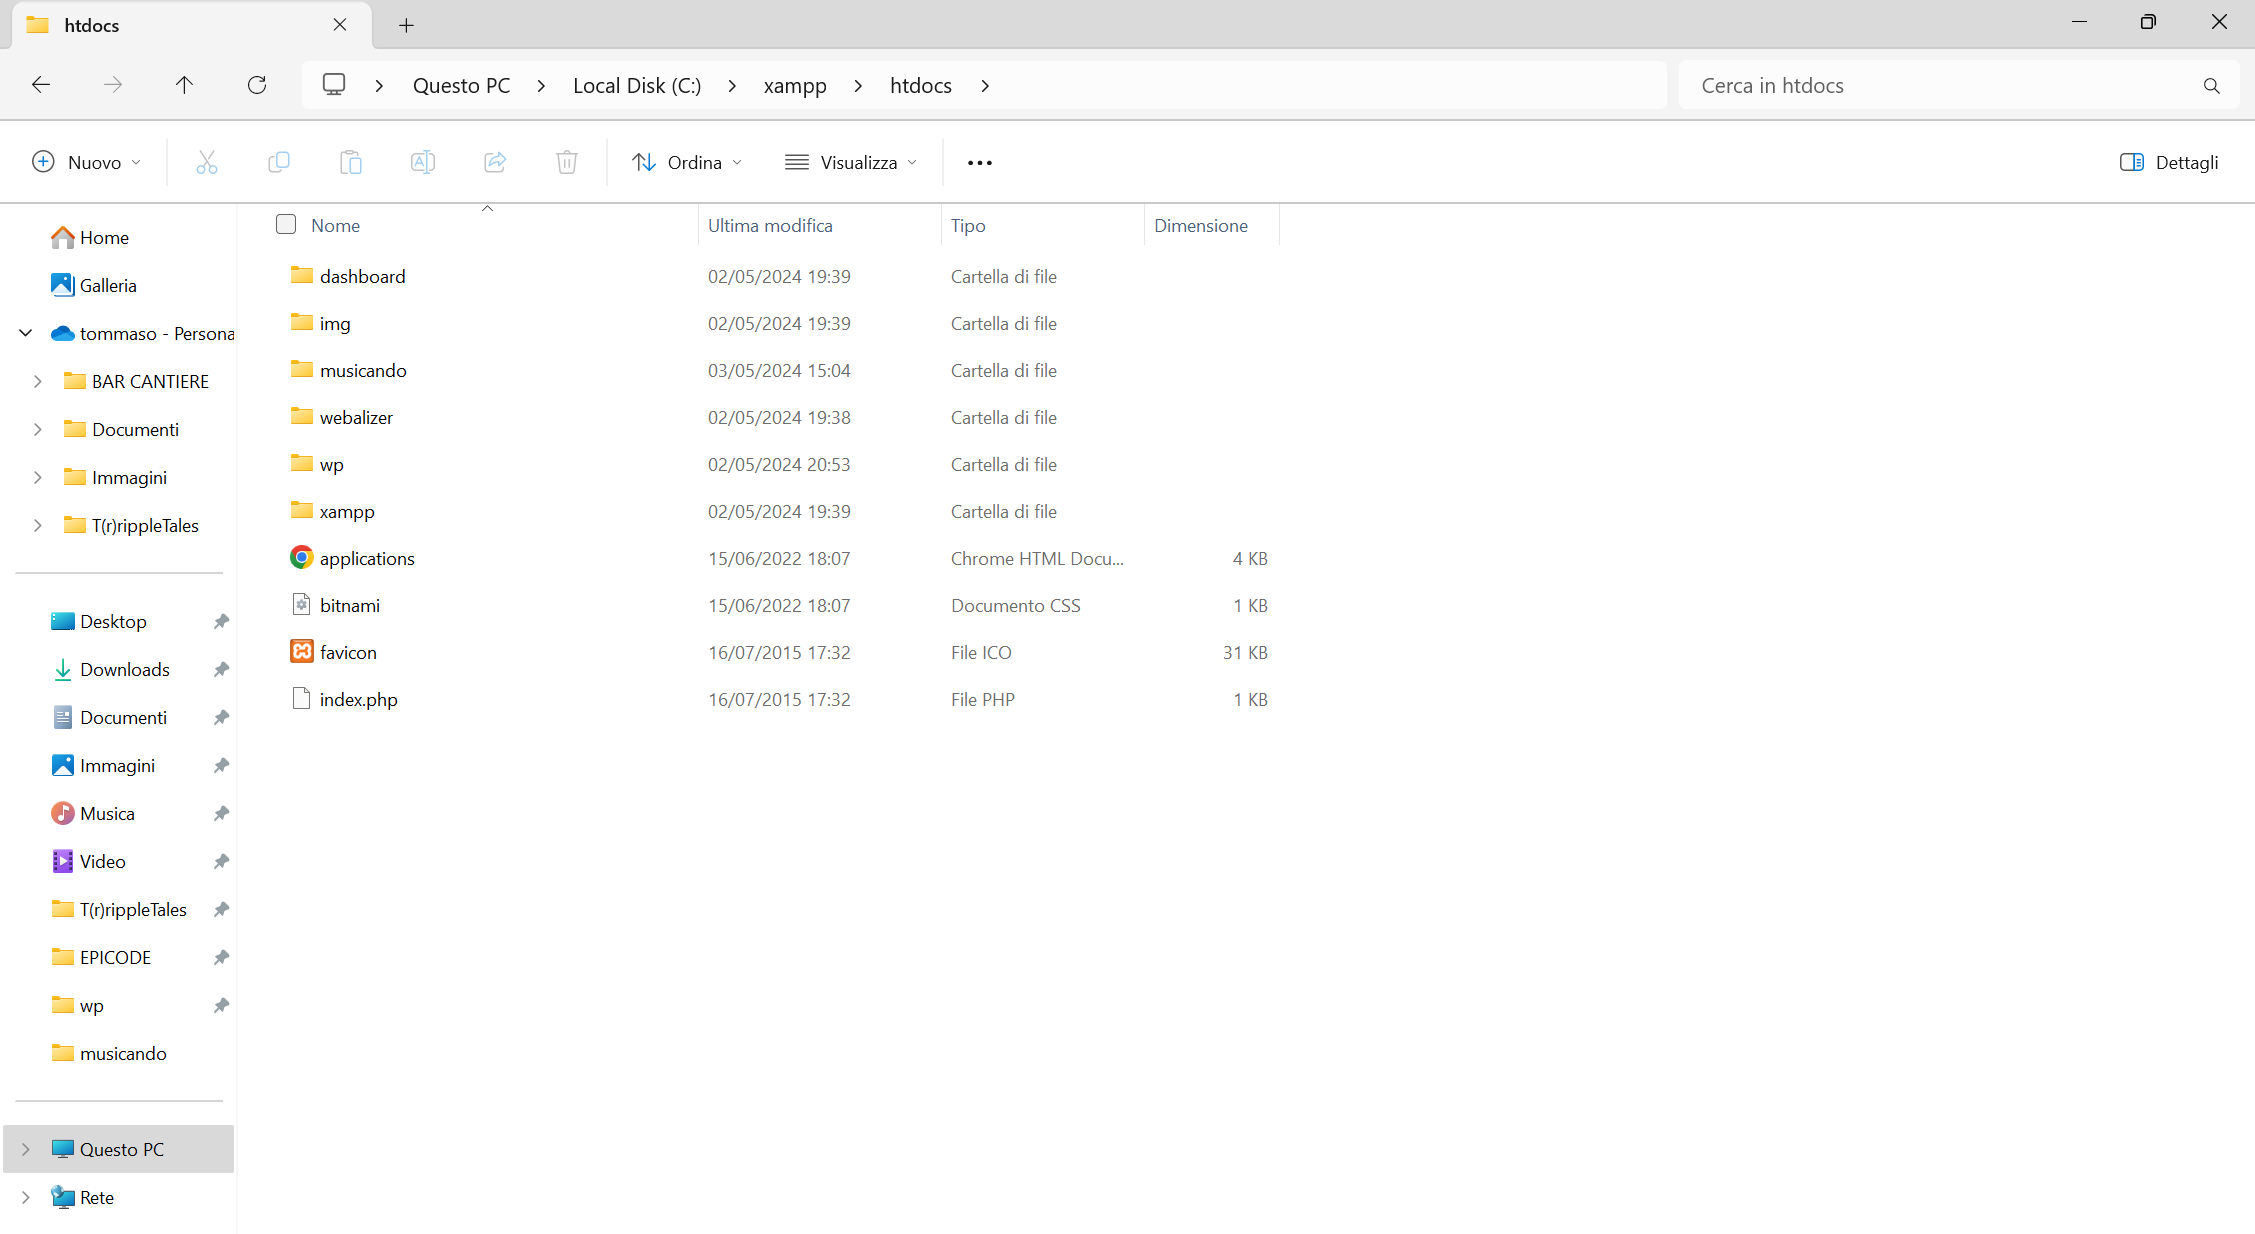 htdocs
Questo PC > Local Disk (C:) > xampp > htdocs >
Cerca in htdocs
Nuovo
Ordina
Visualizza
Dettagli
Home
Galleria
tommaso - Persona
BAR CANTIERE
Documenti
Immagini
T(r)rippleTales
Desktop
Downloads
Documenti
Immagini
Musica
Video
T(r)rippleTales
EPICODE
wp
musicando
Questo PC
Rete
Nome Ultima modifica Tipo Dimensione
dashboard 02/05/2024 19:39 Cartella di file
img 02/05/2024 19:39 Cartella di file
musicando 03/05/2024 15:04 Cartella di file
webalizer 02/05/2024 19:38 Cartella di file
wp 02/05/2024 20:53 Cartella di file
xampp 02/05/2024 19:39 Cartella di file
applications 15/06/2022 18:07 Chrome HTML Docu... 4 KB
bitnami 15/06/2022 18:07 Documento CSS 1 KB
favicon 16/07/2015 17:32 File ICO 31 KB
index.php 16/07/2015 17:32 File PHP 1 KB